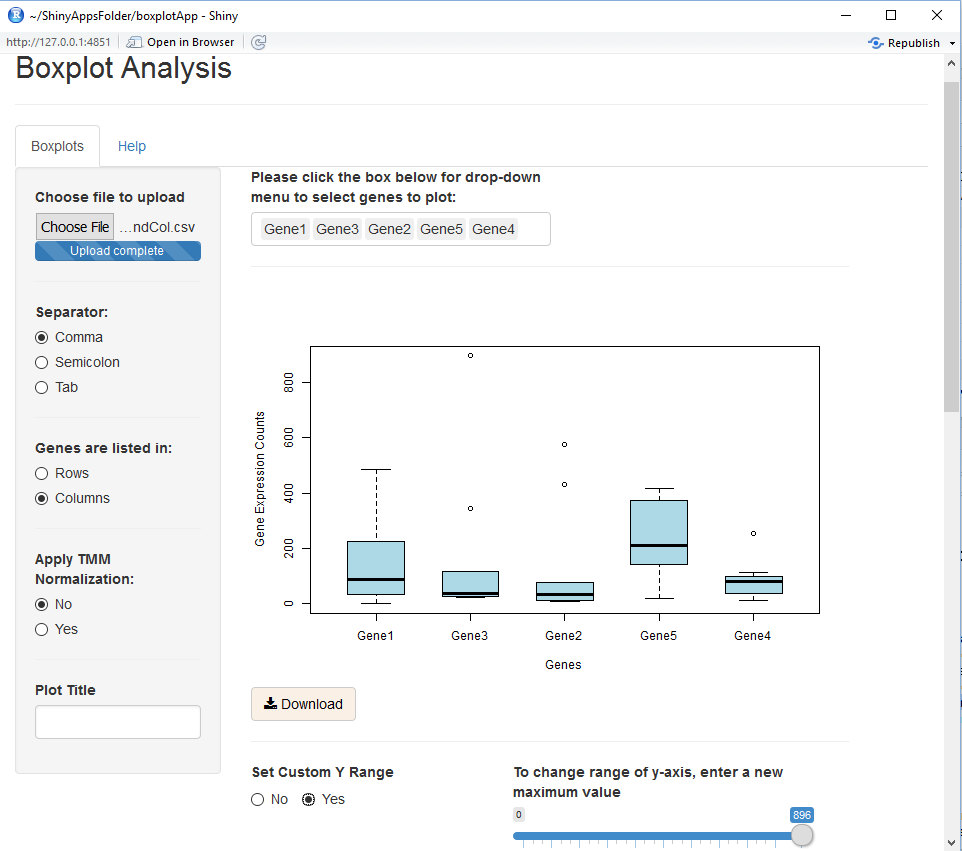 ~/ShinyAppsFolder/boxplotApp - Shiny
http://127.0.0.1:4851 Open in Browser Republish
Boxplot Analysis
Boxplots Help
Choose file to upload
Choose File ...ndCol.csv
Upload complete
Separator:
Comma
Semicolon
Tab
Genes are listed in:
Rows
Columns
Apply TMM
Normalization:
No
Yes
Plot Title
Please click the box below for drop-down
menu to select genes to plot:
Gene1 Gene3 Gene2 Gene5 Gene4
Gene Expression Counts
800
600
400
200
0
Gene1 Gene3 Gene2 Gene5 Gene4
Genes
Download
Set Custom Y Range
No Yes
To change range of y-axis, enter a new
maximum value
0 896